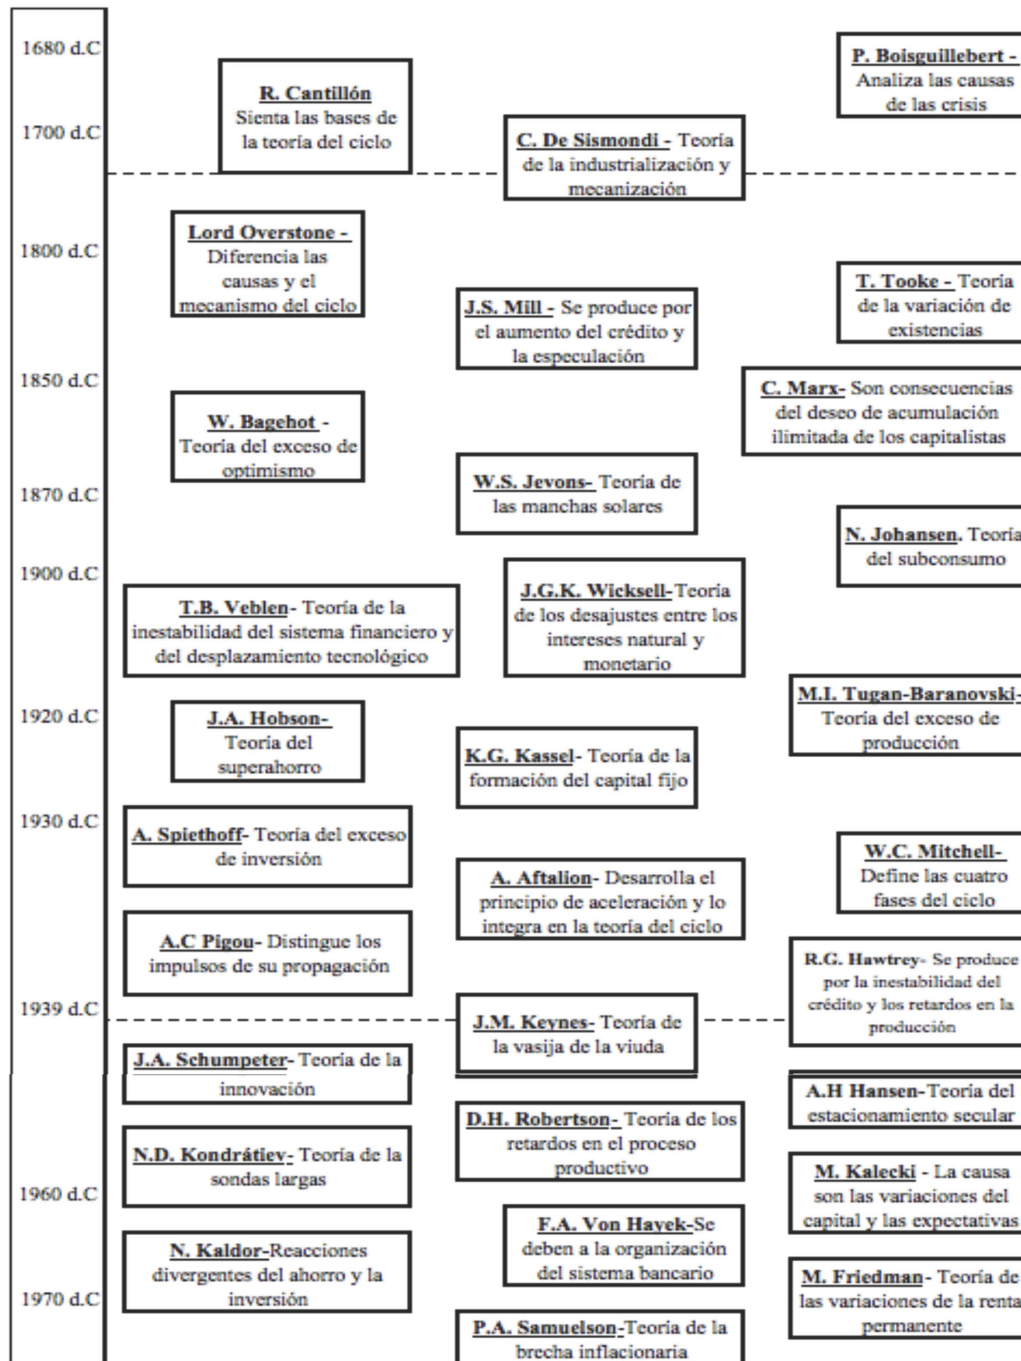 1680 d.C
P. Boisguillebert -
Analiza las causas
de las crisis
R. Cantillón
Sienta las bases de
la teoría del ciclo
1700 d.C
C. De Sismondi - Teoría
de la industrialización y
mecanización
Lord Overstone -
Diferencia las
causas y el
mecanismo del ciclo
1800 d.C
T. Tooke - Teoría
de la variación de
existencias
J.S. Mill - Se produce por
el aumento del crédito y
la especulación
1850 d.C
C. Marx- Son consecuencias
del deseo de acumulación
ilimitada de los capitalistas
W. Bagehot -
Teoría del exceso de
optimismo
W.S. Jevons- Teoría de
las manchas solares
1870 d.C
N. Johansen. Teoría
del subconsumo
1900 d.C
J.G.K. Wicksell-Teoría
de los desajustes entre los
intereses natural y
monetario
T.B. Veblen- Teoría de la
inestabilidad del sistema financiero y
del desplazamiento tecnológico
M.I. Tugan-Baranovski-
Teoría del exceso de
producción
1920 d.C
J.A. Hobson-
Teoría del
superahorro
K.G. Kassel- Teoría de la
formación del capital fijo
1930 d.C
A. Spiethoff- Teoría del exceso
de inversión
W.C. Mitchell-
Define las cuatro
fases del ciclo
A. Aftalion- Desarrolla el
principio de aceleración y lo
integra en la teoría del ciclo
A.C Pigou- Distingue los
impulsos de su propagación
R.G. Hawtrey- Se produce
por la inestabilidad del
crédito y los retardos en la
producción
1939 d.C
J.M. Keynes- Teoría de
la vasija de la viuda
J.A. Schumpeter- Teoría de la
innovación
A.H Hansen-Teoría del
estacionamiento secular
D.H. Robertson- Teoría de los
retardos en el proceso
productivo
N.D. Kondrátiev- Teoría de la
sondas largas
M. Kalecki - La causa
son las variaciones del
capital y las expectativas
1960 d.C
F.A. Von Hayek-Se
deben a la organización
del sistema bancario
N. Kaldor-Reacciones
divergentes del ahorro y la
inversión
M. Friedman- Teoría de
las variaciones de la renta
permanente
1970 d.C
P.A. Samuelson-Teoría de la
brecha inflacionaria